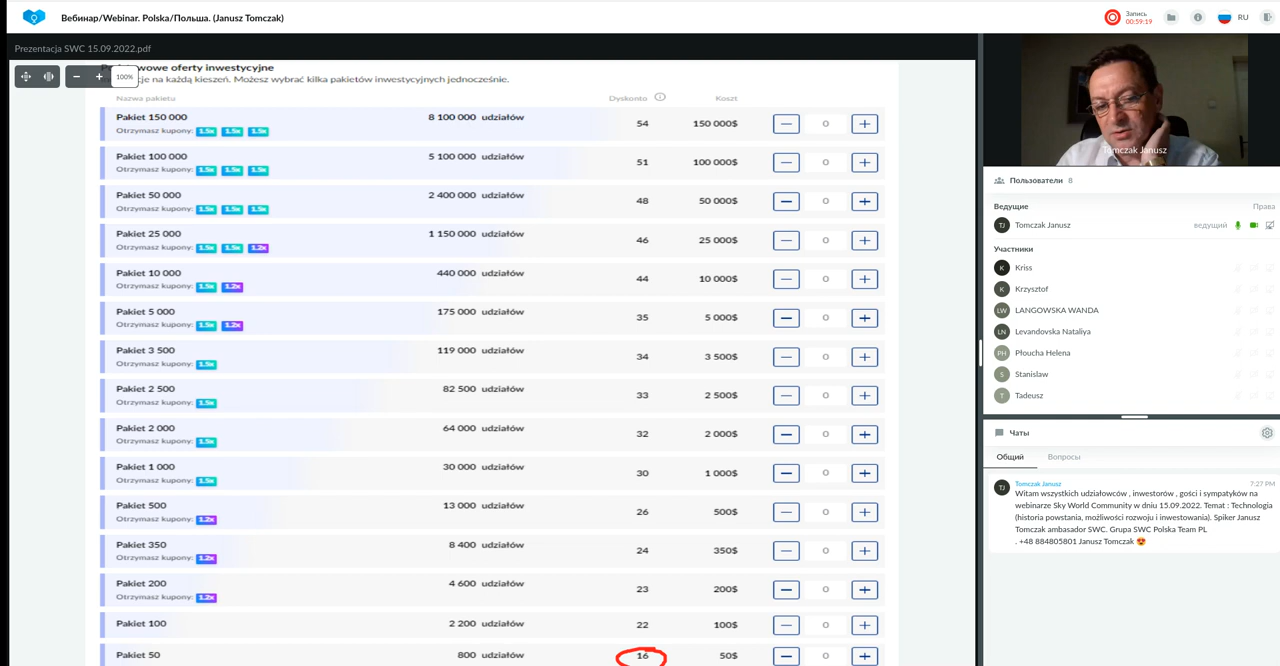 Вебинар/Webinar. Polska/Польша. (Janusz Tomczak)
Запись
00:59:19
RU
Prezentacja SWC 15.09.2022.pdf
100%
owe oferty inwestycyjne
je na każdą kieszeń. Możesz wybrać kilka pakietów inwestycyjnych jednocześnie.
Nazwa pakietu Dyskonto Koszt
Pakiet 150 000 8 100 000 udziałów 54 150 000$ 0
Otrzymasz kupony: 1.5x 1.5x 1.5x
Pakiet 100 000 5 100 000 udziałów 51 100 000$ 0
Otrzymasz kupony: 1.5x 1.5x 1.5x
Pakiet 50 000 2 400 000 udziałów 48 50 000$ 0
Otrzymasz kupony: 1.5x 1.5x 1.5x
Pakiet 25 000 1 150 000 udziałów 46 25 000$ 0
Otrzymasz kupony: 1.5x 1.5x 1.2x
Pakiet 10 000 440 000 udziałów 44 10 000$ 0
Otrzymasz kupony: 1.5x 1.2x
Pakiet 5 000 175 000 udziałów 35 5 000$ 0
Otrzymasz kupony: 1.5x 1.2x
Pakiet 3 500 119 000 udziałów 34 3 500$ 0
Otrzymasz kupony: 1.5x
Pakiet 2 500 82 500 udziałów 33 2 500$ 0
Otrzymasz kupony: 1.5x
Pakiet 2 000 64 000 udziałów 32 2 000$ 0
Otrzymasz kupony: 1.5x
Pakiet 1 000 30 000 udziałów 30 1 000$ 0
Otrzymasz kupony: 1.5x
Pakiet 500 13 000 udziałów 26 500$ 0
Otrzymasz kupony: 1.2x
Pakiet 350 8 400 udziałów 24 350$ 0
Otrzymasz kupony: 1.2x
Pakiet 200 4 600 udziałów 23 200$ 0
Otrzymasz kupony: 1.2x
Pakiet 100 2 200 udziałów 22 100$ 0
Pakiet 50 800 udziałów 16 50$ 0
Tomczak Janusz
Пользователи 8
Ведущие Права
TJ Tomczak Janusz ведущий
Участники
K Kriss
K Krzysztof
LW LANGOWSKA WANDA
LN Levandovska Nataliya
PH Płoucha Helena
S Stanislaw
T Tadeusz
Чаты
Общий Вопросы
TJ Tomczak Janusz 7:27 PM
Witam wszystkich udziałowców , inwestorów , gości i sympatyków na
webinarze Sky World Community w dniu 15.09.2022. Temat : Technologia
(historia powstania, możliwości rozwoju i inwestowania). Spiker Janusz
Tomczak ambasador SWC. Grupa SWC Polska Team PL
. +48 884805801 Janusz Tomczak 😍